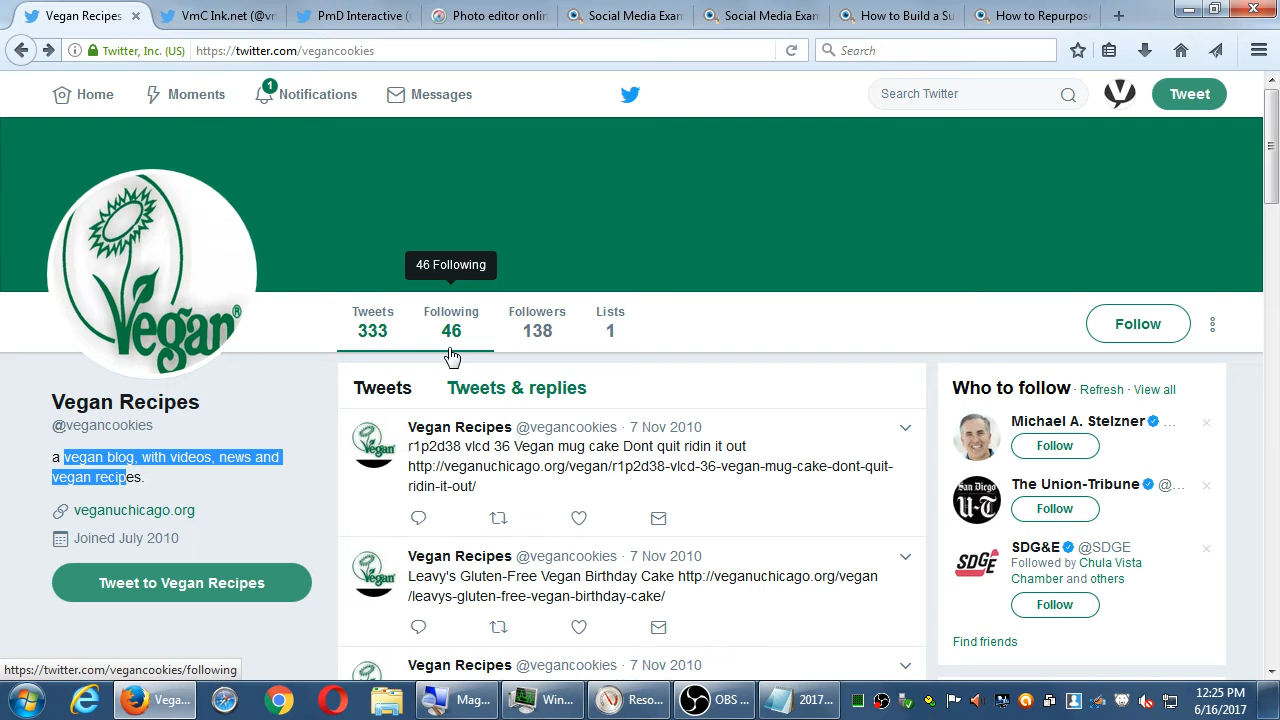 Vegan Recipes
VmC Ink.net (@vm
PmD Interactive (
Photo editor onlin
Social Media Exam
Social Media Exam
How to Build a Su
How to Repurpos
Twitter, Inc. (US)
https://twitter.com/vegancookies
Search
Home
Moments
1
Notifications
Messages
Search Twitter
Tweet
Vegan®
46 Following
Tweets
333
Following
46
Followers
138
Lists
1
Follow
Vegan Recipes
@vegancookies
a vegan blog, with videos, news and
vegan recipes.
veganuchicago.org
Joined July 2010
Tweet to Vegan Recipes
Tweets
Tweets & replies
Vegan Recipes @vegancookies · 7 Nov 2010
r1p2d38 vlcd 36 Vegan mug cake Dont quit ridin it out
http://veganuchicago.org/vegan/r1p2d38-vlcd-36-vegan-mug-cake-dont-quit-
ridin-it-out/
Vegan Recipes @vegancookies · 7 Nov 2010
Leavy's Gluten-Free Vegan Birthday Cake http://veganuchicago.org/vegan
/leavys-gluten-free-vegan-birthday-cake/
Vegan Recipes @vegancookies · 7 Nov 2010
Who to follow · Refresh · View all
Michael A. Stelzner ...
Follow
San Diego
U-T
The Union-Tribune @...
Follow
SDGE
SDG&E @SDGE
Followed by Chula Vista
Chamber and others
Follow
Find friends
https://twitter.com/vegancookies/following
Vega...
Mag...
Win...
Reso...
OBS ...
2017...
12:25 PM
6/16/2017